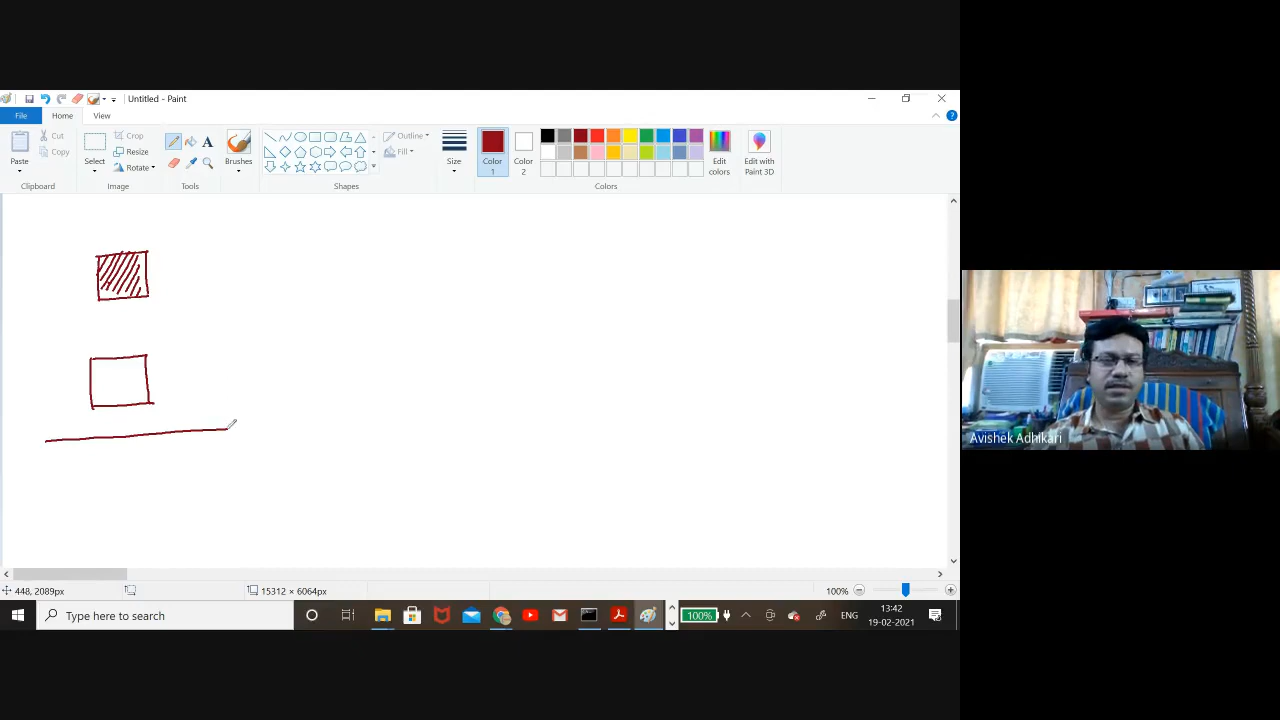 Untitled - Paint
File
Home
View
Paste
Cut
Copy
Clipboard
Select
Crop
Resize
Rotate
Image
Tools
Brushes
Shapes
Outline
Fill
Size
Color
1
Color
2
Edit
colors
Colors
Edit with
Paint 3D
Avishek Adhikari
448, 2089px
15312 × 6064px
100%
Type here to search
100%
ENG
13:42
19-02-2021